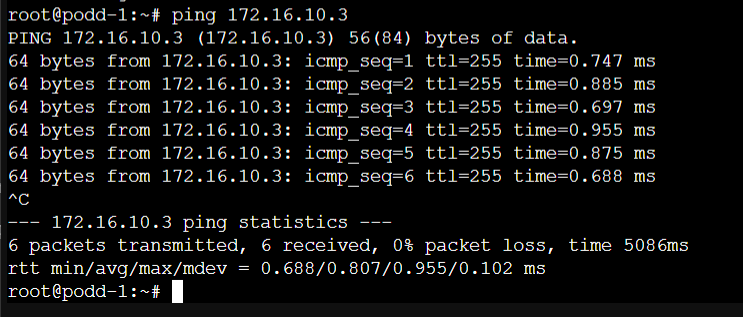 root@podd-1:~# ping 172.16.10.3
PING 172.16.10.3 (172.16.10.3) 56(84) bytes of data.
64 bytes from 172.16.10.3: icmp_seq=1 ttl=255 time=0.747 ms
64 bytes from 172.16.10.3: icmp_seq=2 ttl=255 time=0.885 ms
64 bytes from 172.16.10.3: icmp_seq=3 ttl=255 time=0.697 ms
64 bytes from 172.16.10.3: icmp_seq=4 ttl=255 time=0.955 ms
64 bytes from 172.16.10.3: icmp_seq=5 ttl=255 time=0.875 ms
64 bytes from 172.16.10.3: icmp_seq=6 ttl=255 time=0.688 ms
^C
--- 172.16.10.3 ping statistics ---
6 packets transmitted, 6 received, 0% packet loss, time 5086ms
rtt min/avg/max/mdev = 0.688/0.807/0.955/0.102 ms
root@podd-1:~#